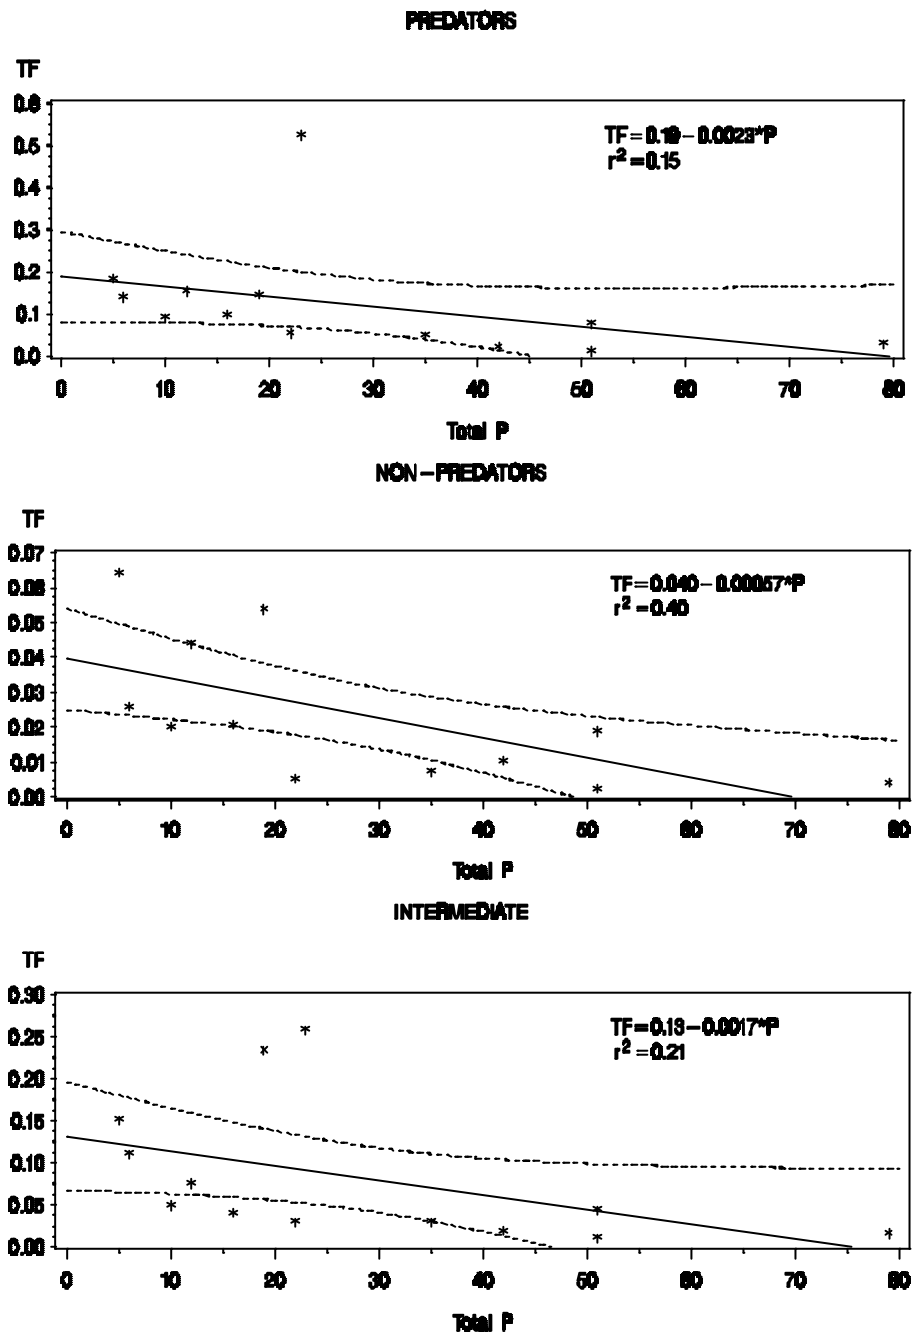 PREDATORS
TF
0.6
0.5
0.4
0.3
0.2
0.1
0.0
TF=0.19-0.0023*P
r2=0.15
0 10 20 30 40 50 60 70 80
Total P
NON-PREDATORS
TF
0.07
0.06
0.05
0.04
0.03
0.02
0.01
0.00
TF=0.040-0.00057*P
r2=0.40
0 10 20 30 40 50 60 70 80
Total P
INTERMEDIATE
TF
0.30
0.25
0.20
0.15
0.10
0.05
0.00
TF=0.13-0.0017*P
r2=0.21
0 10 20 30 40 50 60 70 80
Total P